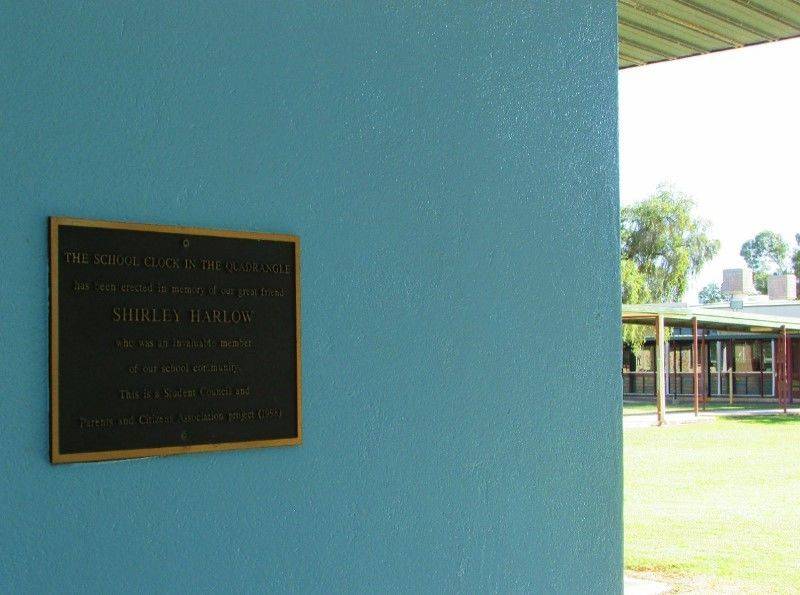 THE SCHOOL CLOCK IN THE QUADRANGLE
has been erected in memory of our great friend
SHIRLEY HARLOW
who was an invaluable member
of our school community.
This is a Student Council and
Parents and Citizens Association project (1998)